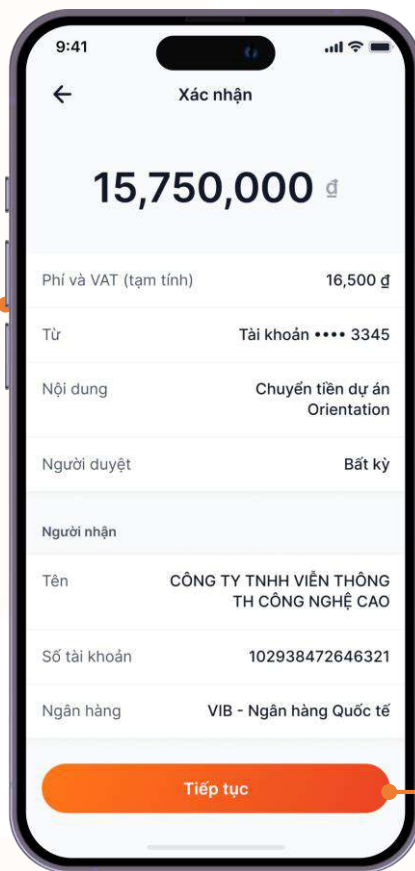 9:41
Xác nhận
15,750,000 ₫
Phí và VAT (tạm tính) 16,500 ₫
Từ Tài khoản •••• 3345
Nội dung Chuyển tiền dự án
Orientation
Người duyệt Bất kỳ
Người nhận
Tên CÔNG TY TNHH VIỄN THÔNG
TH CÔNG NGHỆ CAO
Số tài khoản 102938472646321
Ngân hàng VIB - Ngân hàng Quốc tế
Tiếp tục